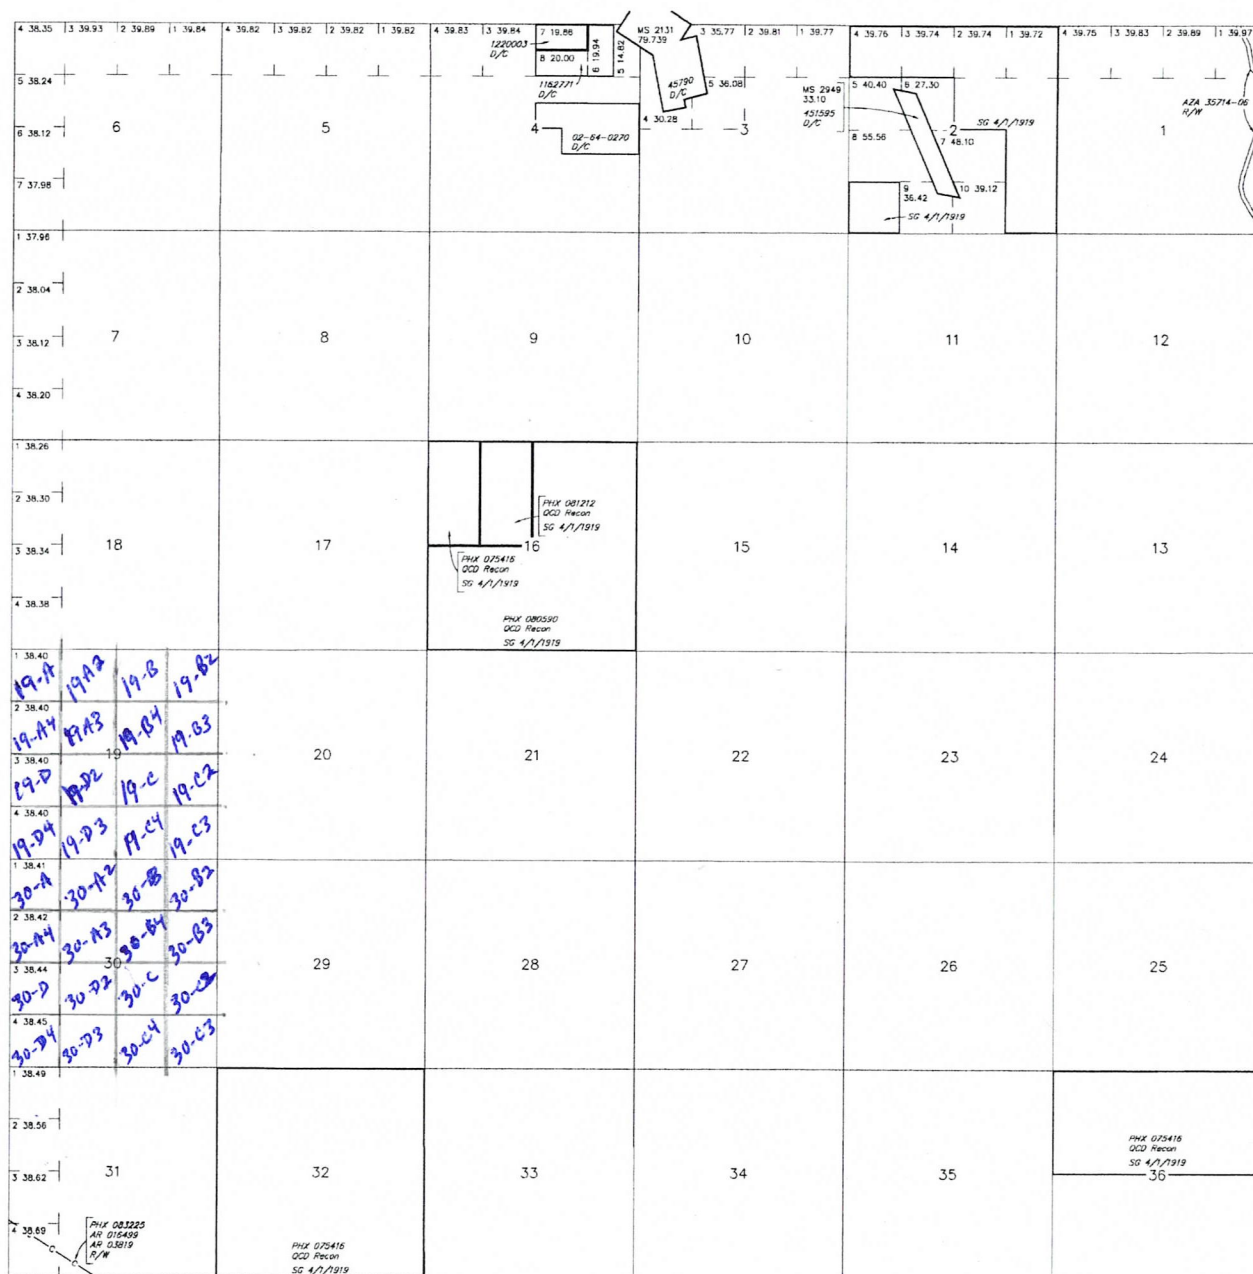 4 38.35 3 39.93 2 39.89 1 39.84 4 39.82 3 39.82 2 39.82 1 39.82 4 39.83 3 39.84 7 19.86 MS 2131 3 35.77 2 39.81 1 39.77 4 39.76 3 39.74 2 39.74 1 39.72 4 39.75 3 39.83 2 39.89 1 39.97
79.739
1220003
D/C
8 20.00
6 19.94
5 14.82
5 38.24
1162771
D/C
45790
D/C
5 36.08
MS 2949
33.10
451595
D/C
5 40.40 6 27.30
AZA 35714-06
R/W
6 38.12
6 5 4
02-64-0270
D/C
4 30.28
3
8 55.56
2
SG 4/1/1919
7 48.10
1
7 37.98
9
36.42
10 39.12
SG 4/1/1919
1 37.96
2 38.04
3 38.12
7 8 9 10 11 12
4 38.20
1 38.26
2 38.30
PHX 081212
QCD Recon
SG 4/1/1919
3 38.34
18 17 16 15 14 13
PHX 075416
QCD Recon
SG 4/1/1919
4 38.38
PHX 080590
QCD Recon
SG 4/1/1919
1 38.40
19-A 19A2 19-B 19-B2
2 38.40
19-A4 19A3 19-B4 19-B3
3 38.40
19 20 21 22 23 24
19-D 19-D2 19-C 19-C2
4 38.40
19-D4 19-D3 19-C4 19-C3
1 38.41
30-A 30-A2 30-B 30-B2
2 38.42
30-A4 30-A3 30-B4 30-B3
3 38.44
30 29 28 27 26 25
30-D 30-D2 30-C 30-C2
4 38.45
30-D4 30-D3 30-C4 30-C3
1 38.49
2 38.56
PHX 075416
QCD Recon
SG 4/1/1919
3 38.62
31 32 33 34 35 36
4 38.69
PHX 083225
AR 016499
AR 03819
R/W
C
C
PHX 075416
QCD Recon
SG 4/1/1919